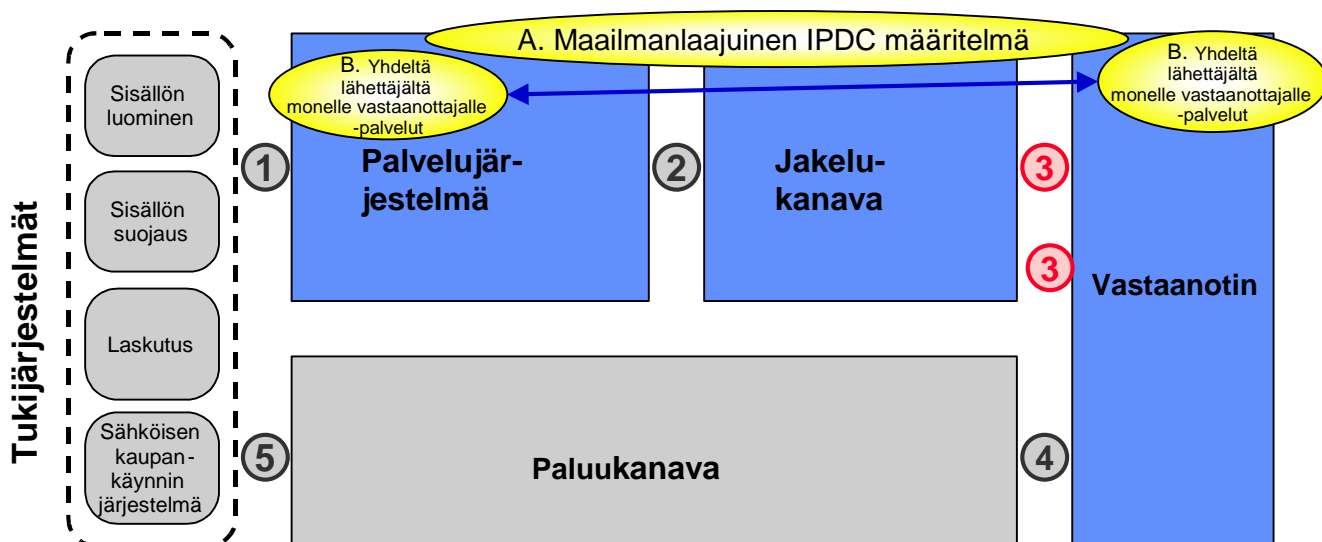 A. Maailmanlaajuinen IPDC määritelmä
B. Yhdeltä
lähettäjältä
monelle vastaanottajalle
-palvelut
B. Yhdeltä
lähettäjältä
monelle vastaanottajalle
-palvelut
Tukijärjestelmät
Sisällön
luominen
Sisällön
suojaus
Laskutus
Sähköisen
kaupan-
käynnin
järjestelmä
1
Palvelujär-
jestelmä
2
Jakelu-
kanava
3
3
Vastaanotin
5
Paluukanava
4